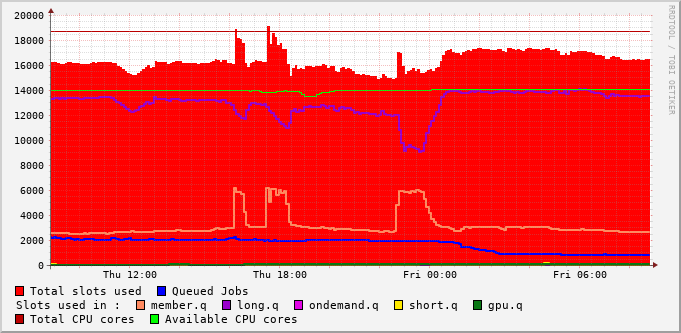 20000
18000
16000
14000
12000
10000
8000
6000
4000
2000
0
Thu 12:00 Thu 18:00 Fri 00:00 Fri 06:00
RRDTOOL / TOBI OETIKER
Total slots used Queued Jobs
Slots used in : member.q long.q ondemand.q short.q gpu.q
Total CPU cores Available CPU cores